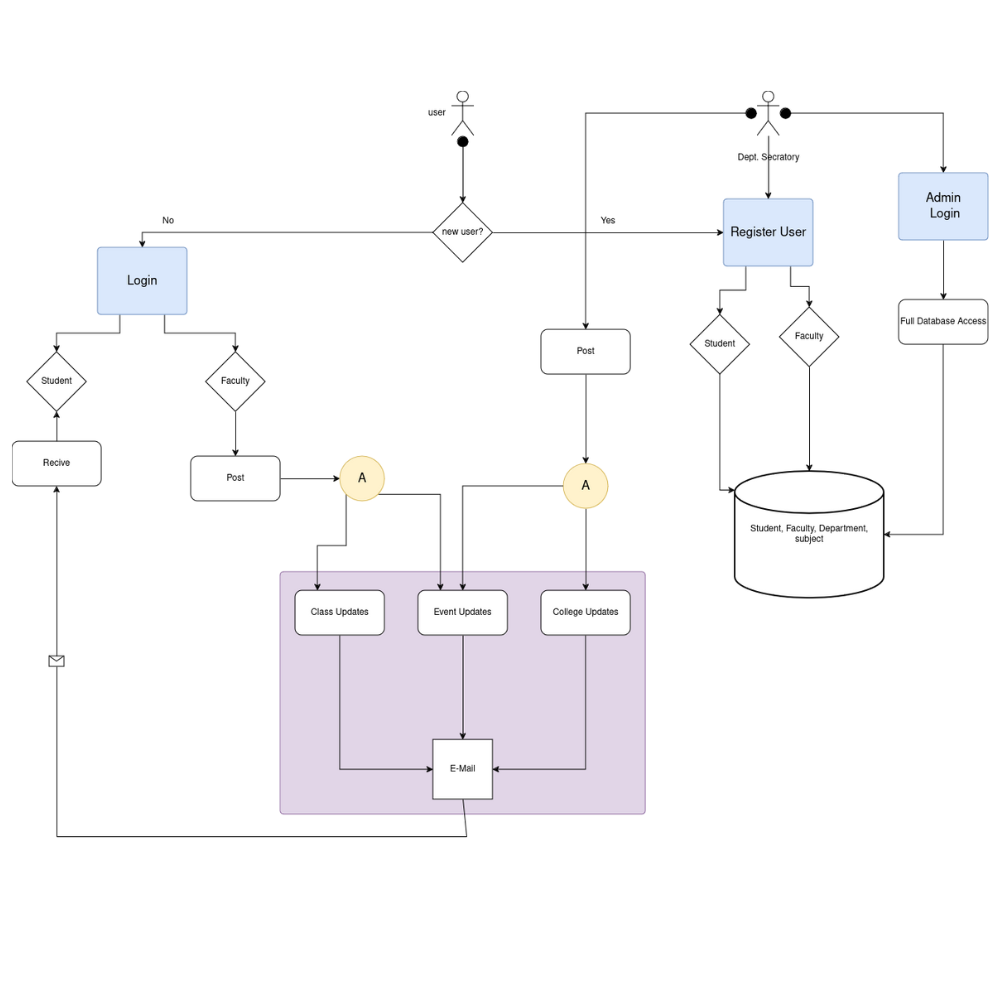 user
Dept. Secratory
Admin
Login
No
new user?
Yes
Register User
Login
Full Database Access
Student
Faculty
Post
Student
Faculty
Recive
Post
A
A
Student, Faculty, Department,
subject
Class Updates
Event Updates
College Updates
E-Mail